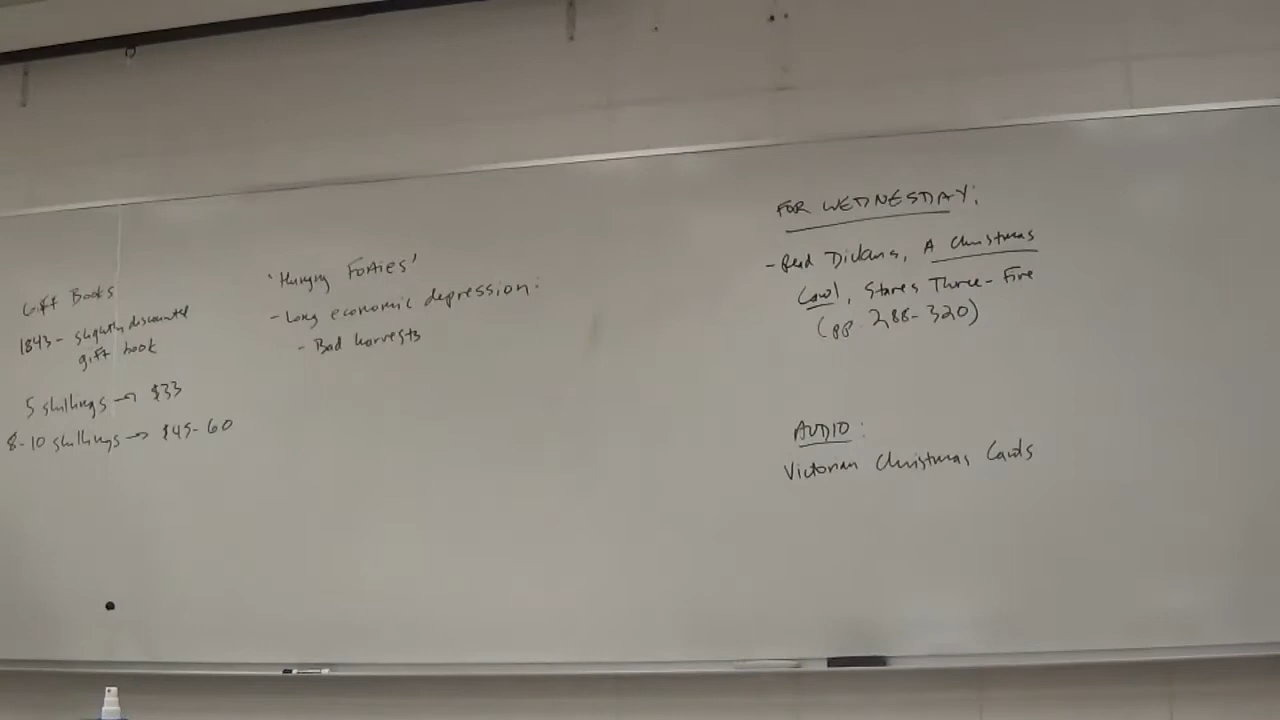 Gift Books
1843 - slightly discounted
gift book
5 shillings → $33
8-10 shillings → $45-60
'Hungry Forties'
- Long economic depression:
- Bad harvests
FOR WEDNESDAY:
- Read Dickens, A Christmas
Carol, Staves Three-Five
(pp. 288-320)
AUDIO:
Victorian Christmas Carols